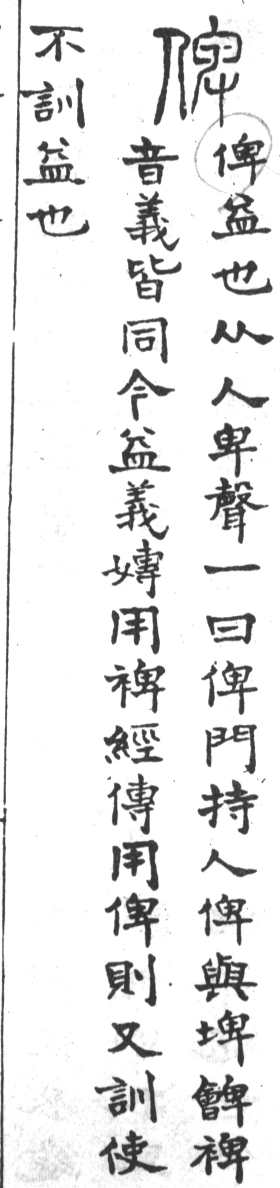 俾
俾益也从人卑聲一曰俾門持人俾與埤䚜裨
音義皆同今益義嫥用裨經傳用俾則又訓使
不訓益也